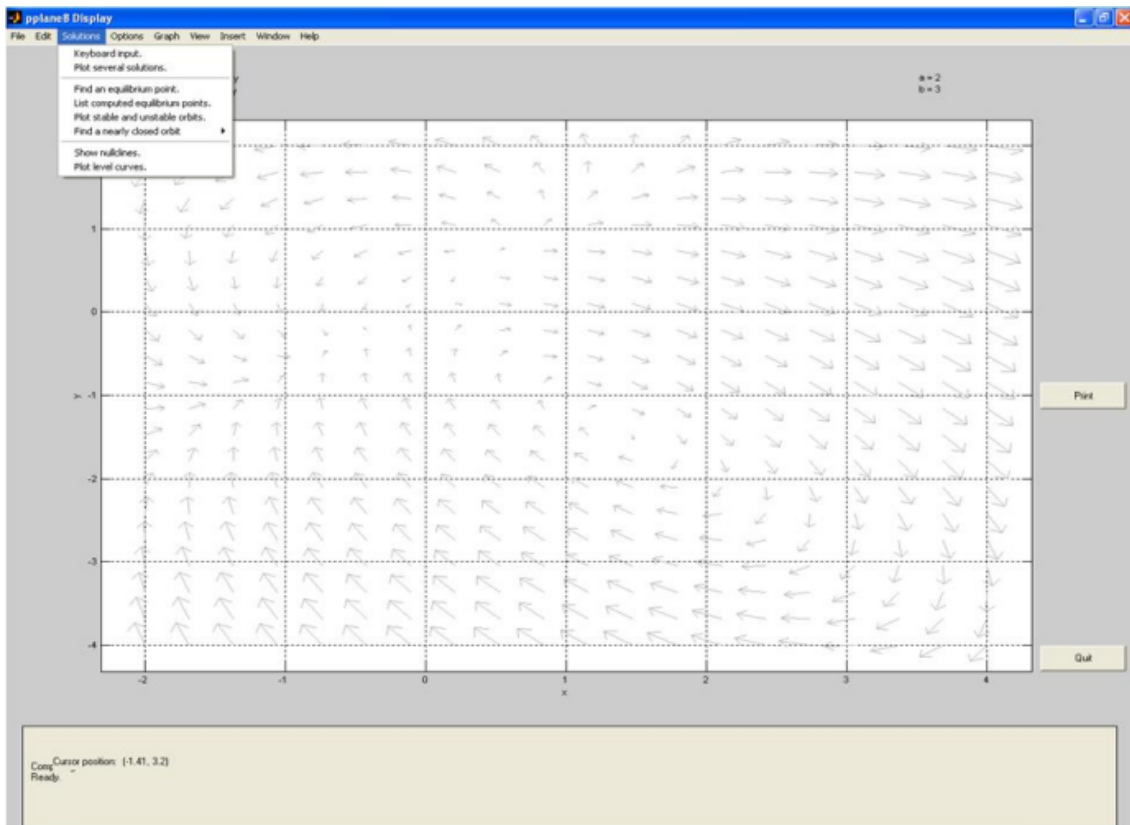 pplane8 Display
File Edit Solutions Options Graph View Insert Window Help
Keyboard input.
Plot several solutions.
Find an equilibrium point.
List computed equilibrium points.
Plot stable and unstable orbits.
Find a nearly closed orbit
Show nullclines.
Plot level curves.
y
a = 2
b = 3
1
0
-1
-2
-3
-4
y
-2 -1 0 1 2 3 4
x
Print
Quit
Cursor position: (-1.41, 3.2)
Ready.